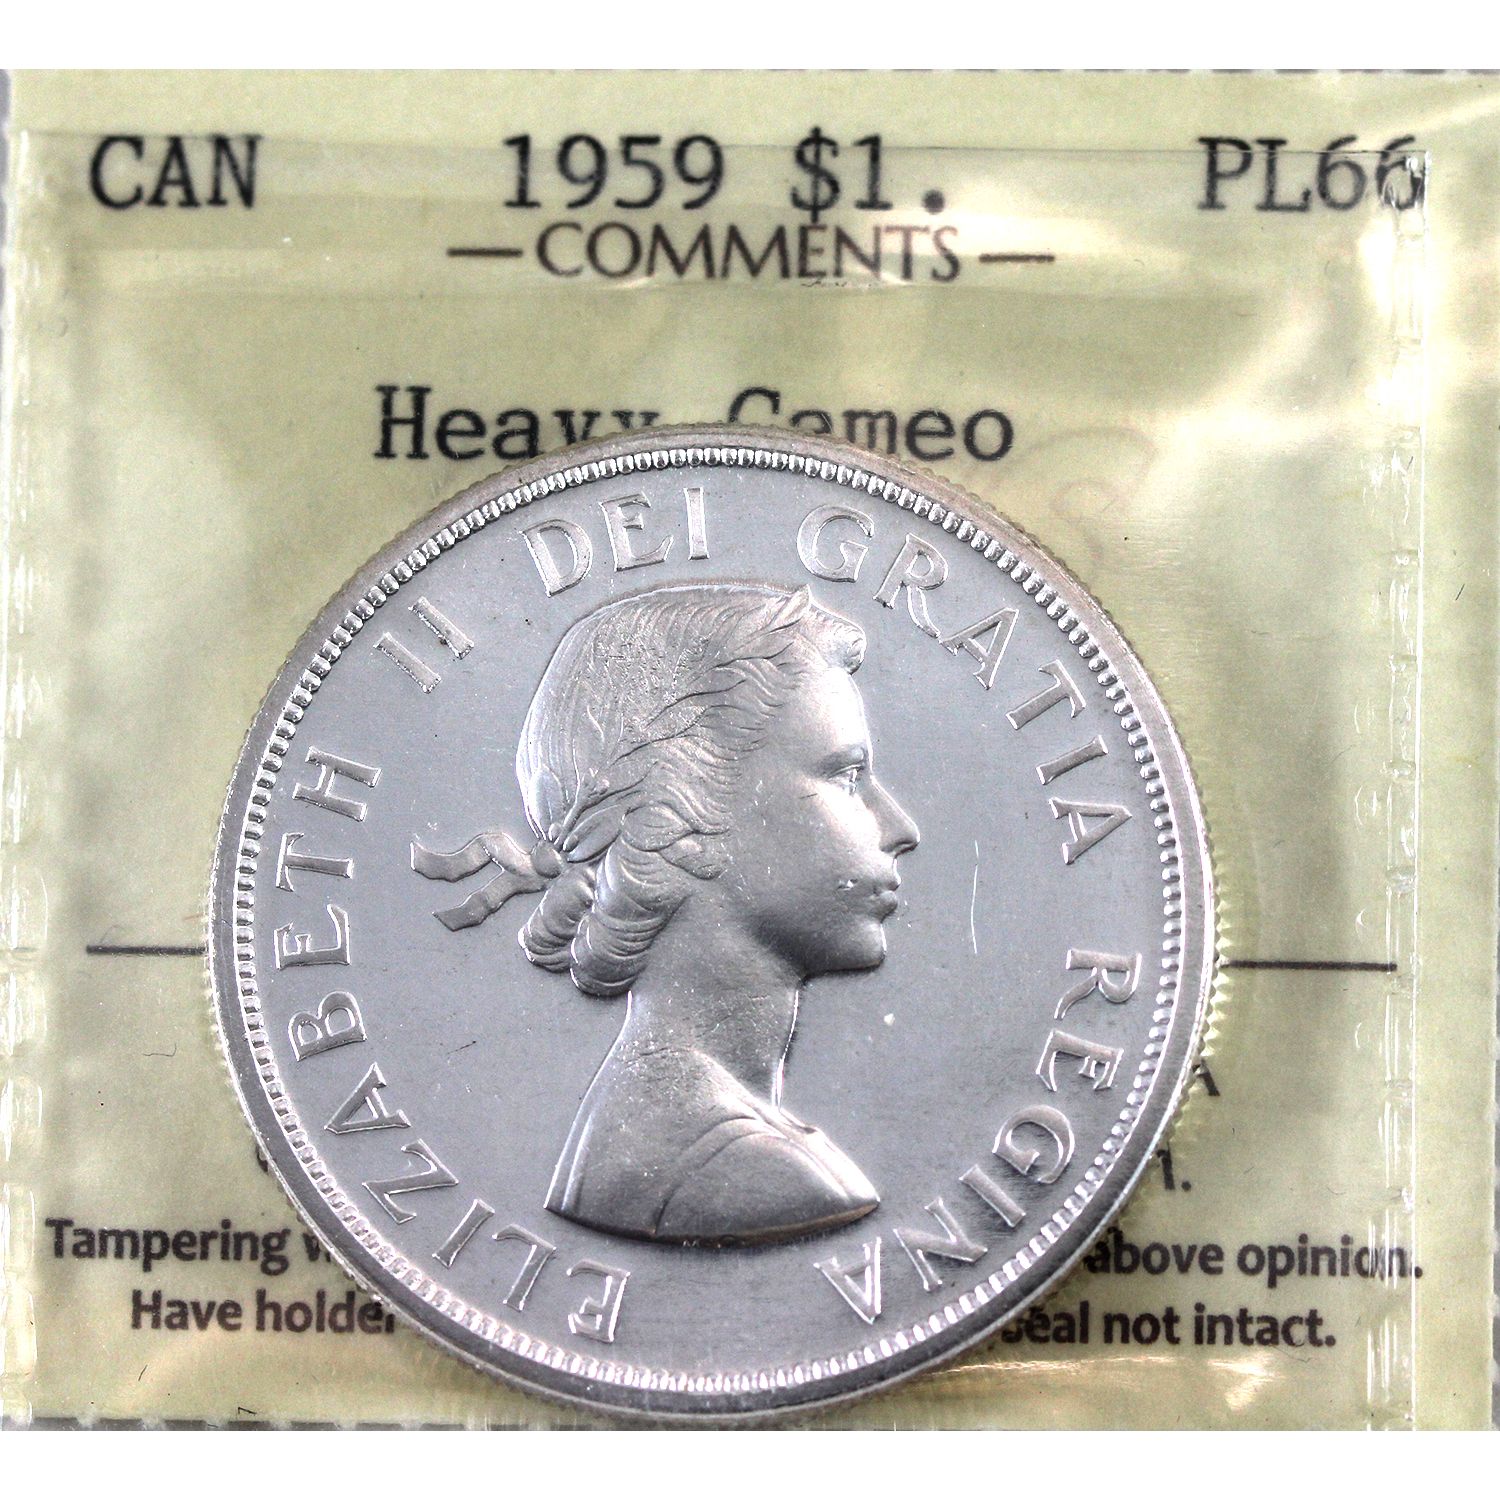 CAN 1959 $1. PL66
COMMENTS
Heavy Cameo
ELIZABETH II DEI GRATIA REGINA
1.
Tampering above opinion.
Have holder seal not intact.